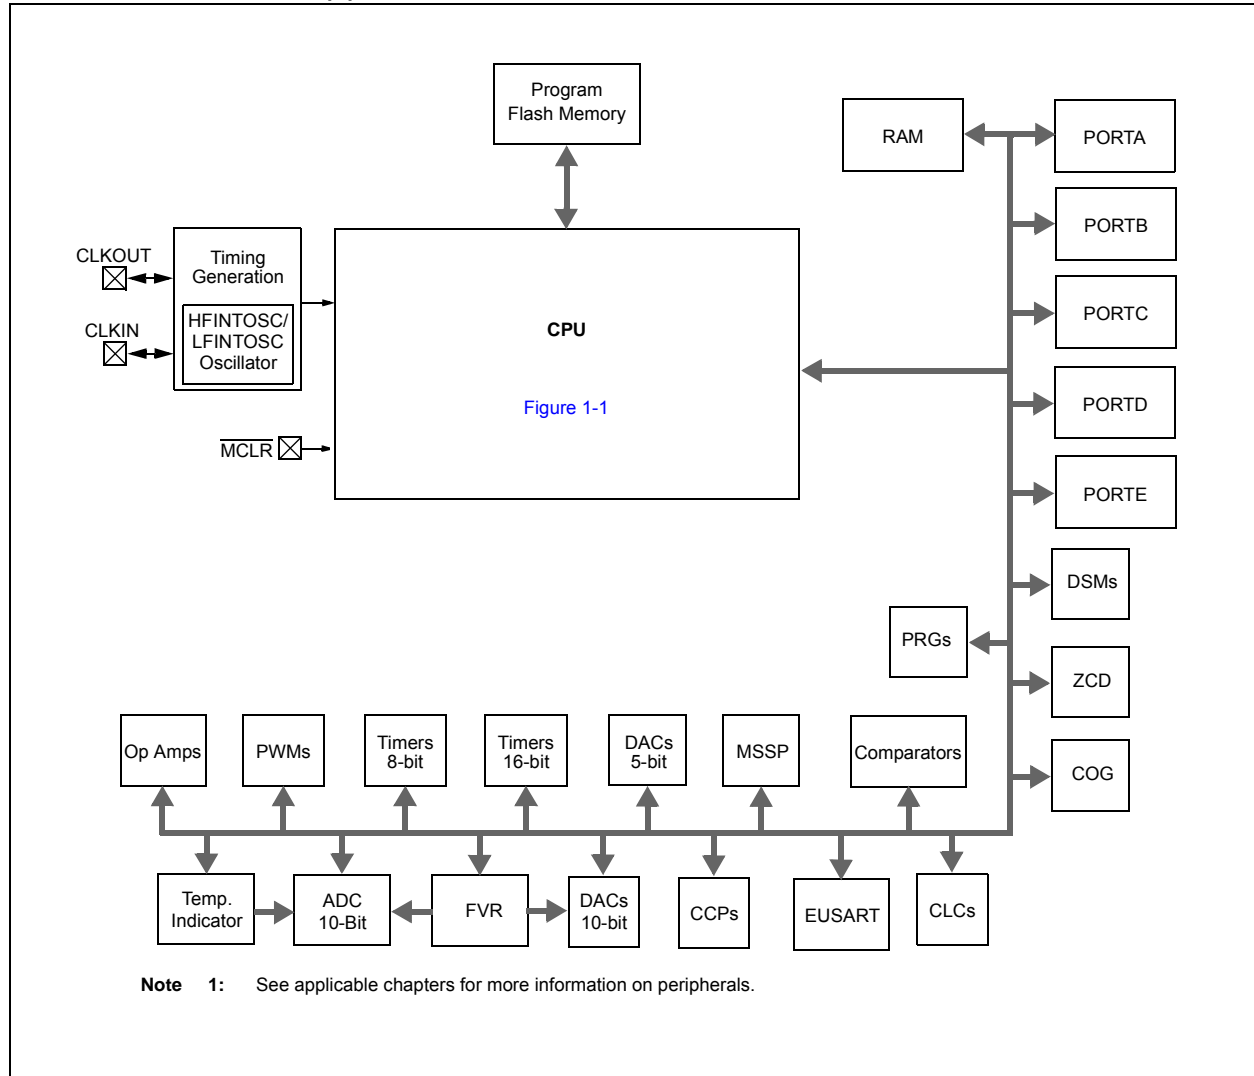 Program
Flash Memory
RAM
PORTA
PORTB
CLKOUT
Timing
Generation
PORTC
HFINTOSC/
LFINTOSC
Oscillator
CLKIN
CPU
Figure 1-1
PORTD
MCLR
PORTE
DSMs
PRGs
ZCD
Op Amps
PWMs
Timers
8-bit
Timers
16-bit
DACs
5-bit
MSSP
Comparators
COG
Temp.
Indicator
ADC
10-Bit
FVR
DACs
10-bit
CCPs
EUSART
CLCs
Note 1: See applicable chapters for more information on peripherals.